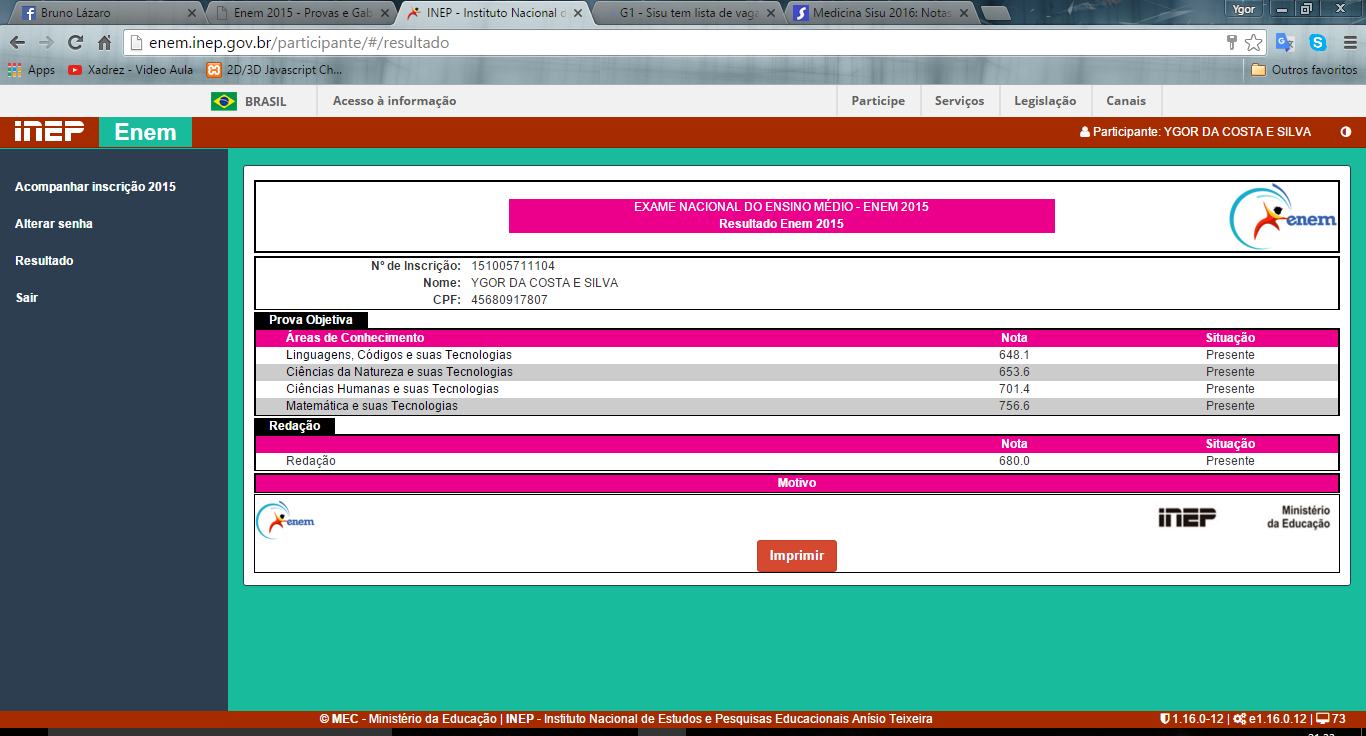 Bruno Lázaro
Enem 2015 - Provas e Gab
INEP - Instituto Nacional d
G1 - Sisu tem lista de vaga
Medicina Sisu 2016: Notas
Ygor
enem.inep.gov.br/participante/#/resultado
Apps
Xadrez - Video Aula
2D/3D Javascript Ch...
Outros favoritos
BRASIL
Acesso à informação
Participe
Serviços
Legislação
Canais
INEP
Enem
Participante: YGOR DA COSTA E SILVA
Acompanhar inscrição 2015
Alterar senha
Resultado
Sair
EXAME NACIONAL DO ENSINO MÉDIO - ENEM 2015
Resultado Enem 2015
enem
Nº de Inscrição: 151005711104
Nome: YGOR DA COSTA E SILVA
CPF: 45680917807
Prova Objetiva
Áreas de Conhecimento Nota Situação
Linguagens, Códigos e suas Tecnologias 648.1 Presente
Ciências da Natureza e suas Tecnologias 653.6 Presente
Ciências Humanas e suas Tecnologias 701.4 Presente
Matemática e suas Tecnologias 756.6 Presente
Redação
Nota Situação
Redação 680.0 Presente
Motivo
enem
INEP
Ministério
da Educação
Imprimir
© MEC - Ministério da Educação | INEP - Instituto Nacional de Estudos e Pesquisas Educacionais Anísio Teixeira
1.16.0-12 | e1.16.0.12 | 73